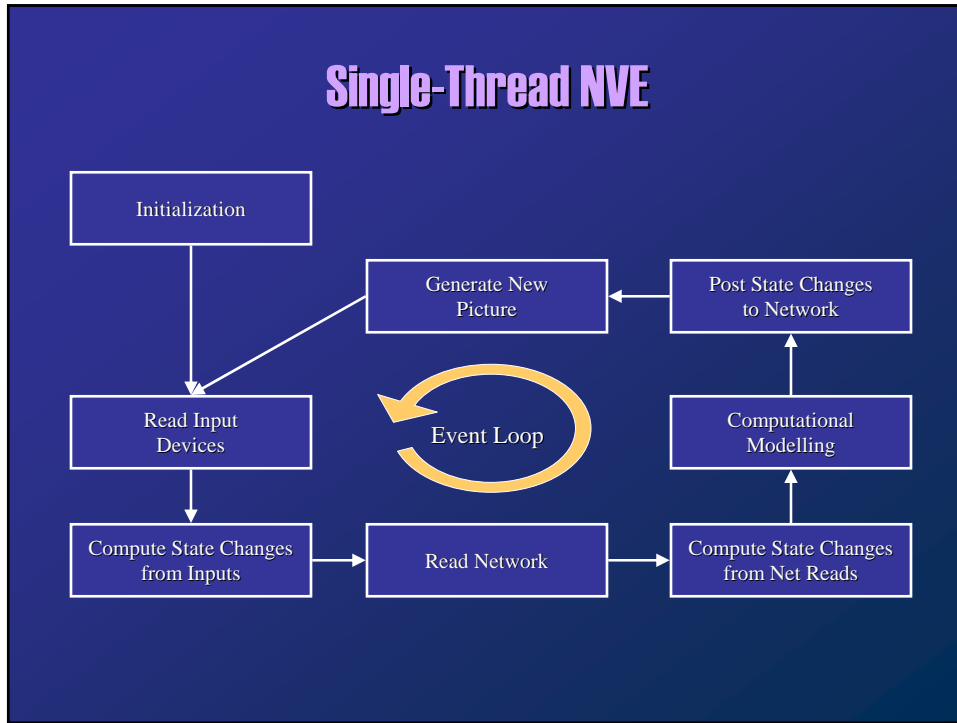 Single-Thread NVE
Initialization
Generate New
Picture
Post State Changes
to Network
Read Input
Devices
Event Loop
Computational
Modelling
Compute State Changes
from Inputs
Read Network
Compute State Changes
from Net Reads